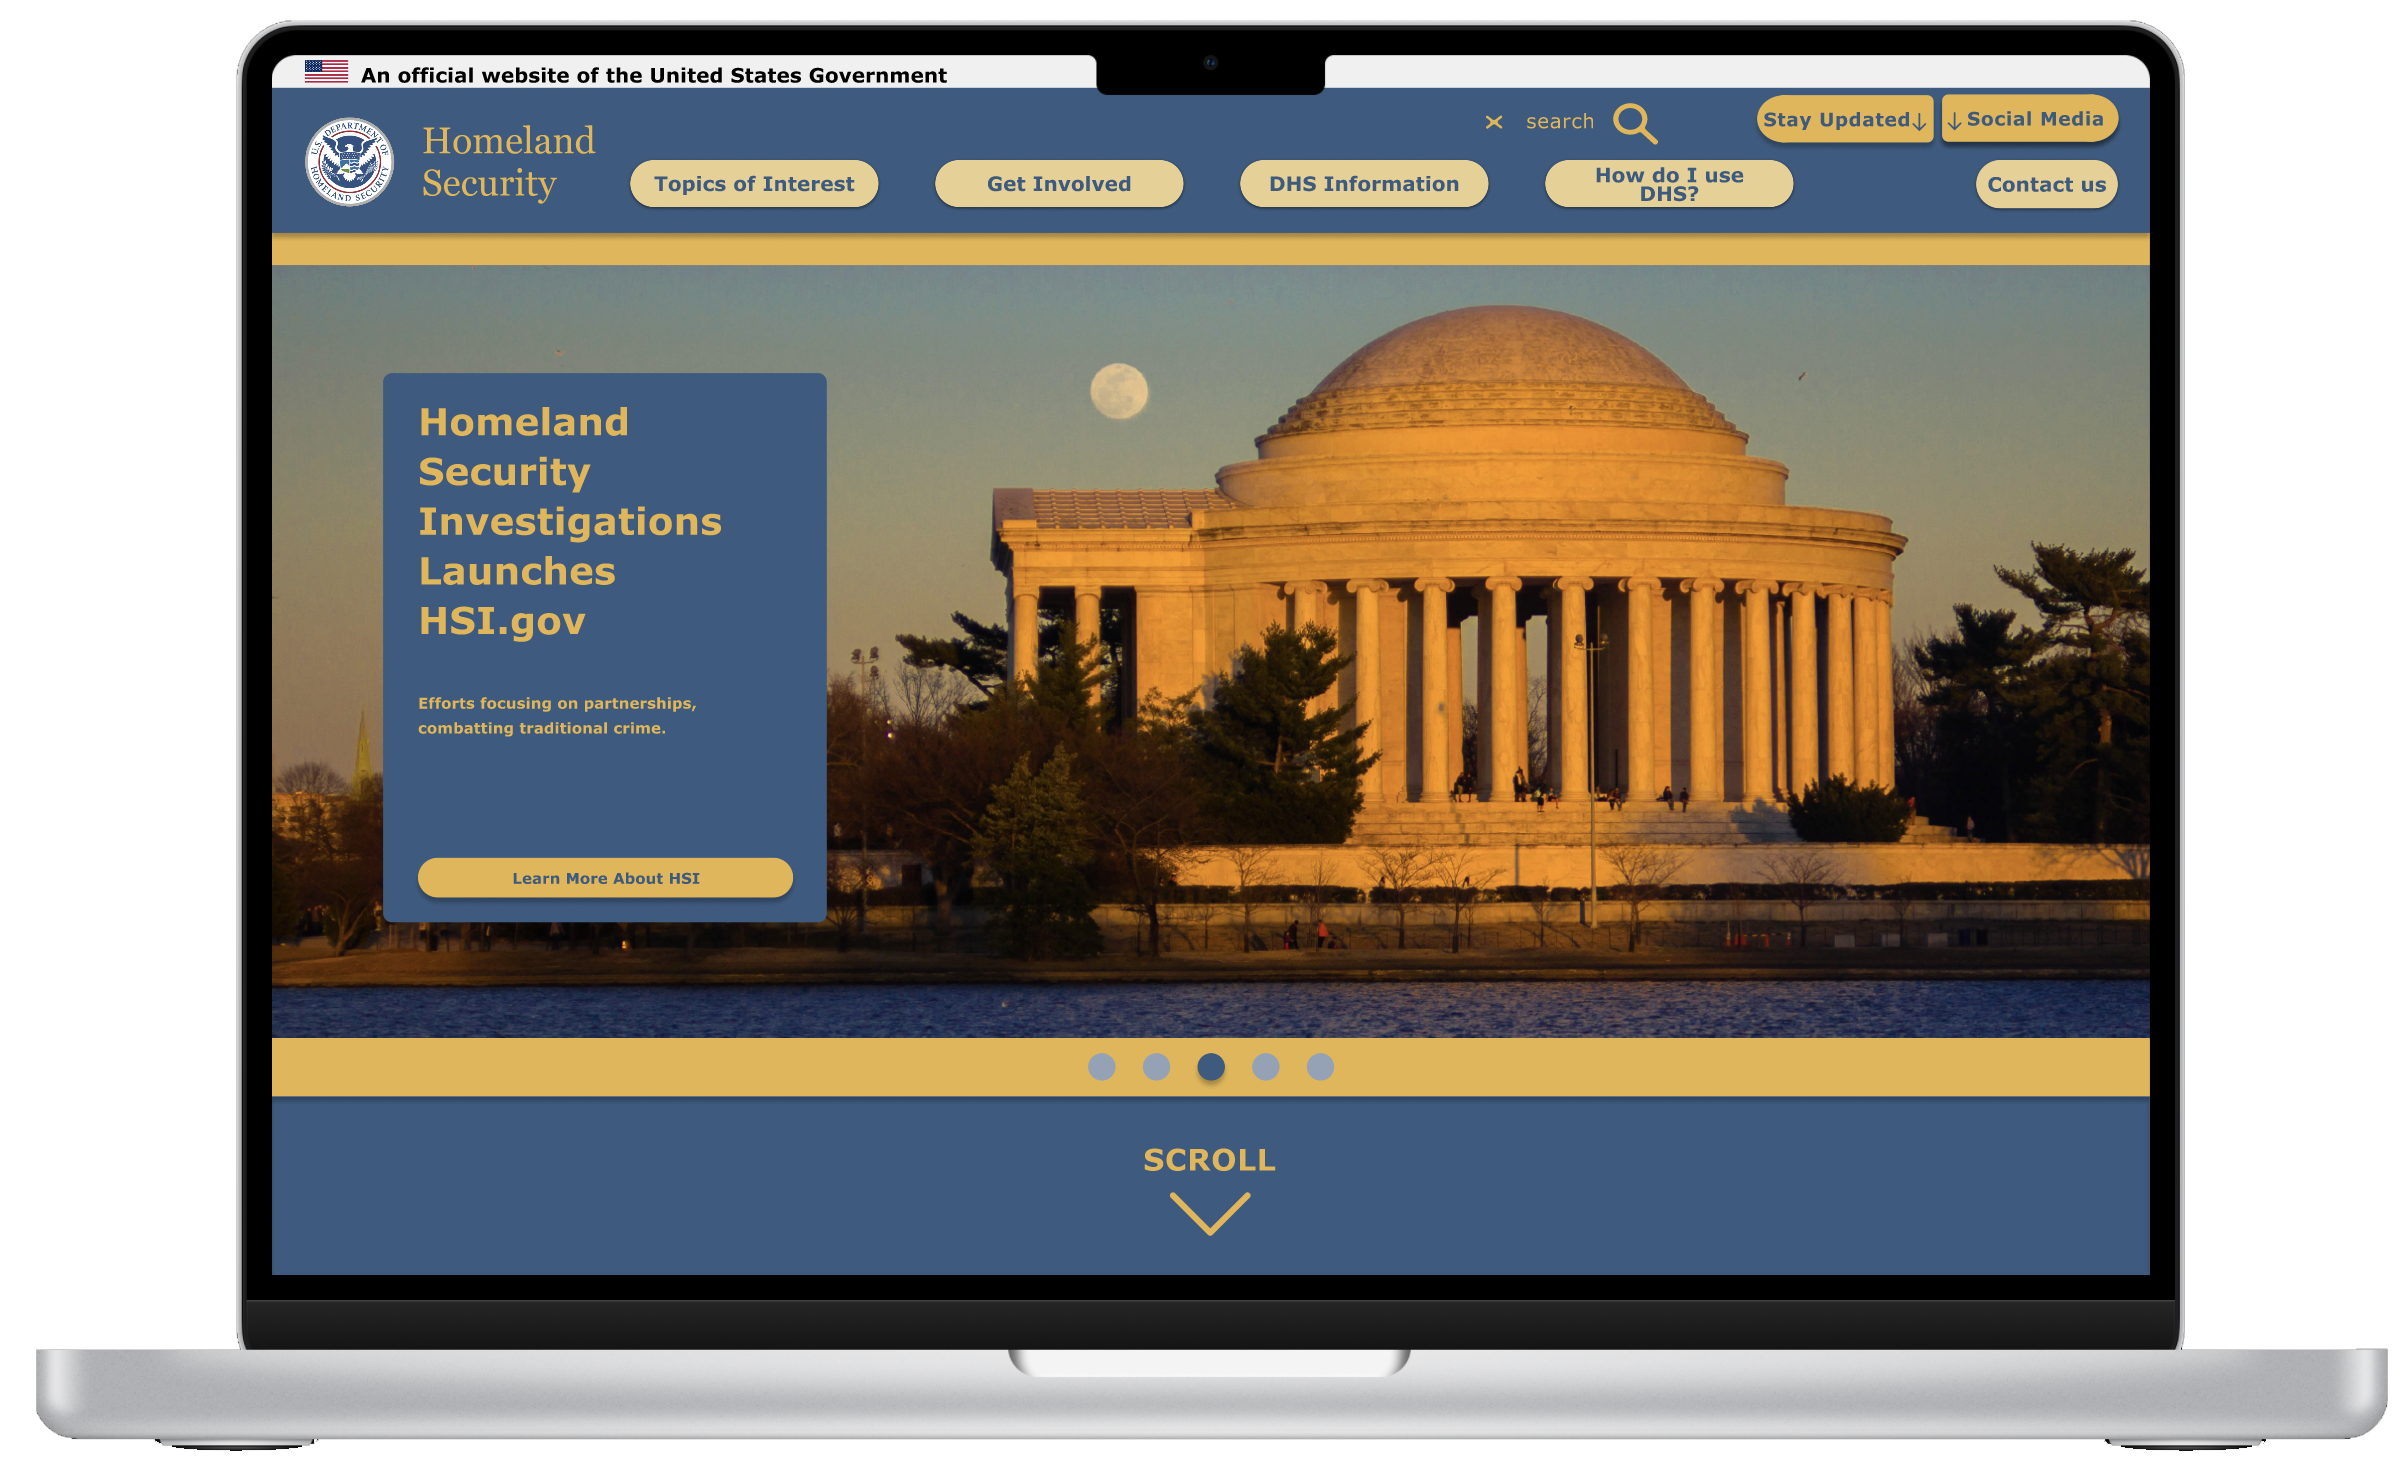 An official website of the United States Government
U.S. DEPARTMENT OF
HOMELAND SECURITY
Homeland
Security
search
Stay Updated↓
↓Social Media
Topics of Interest
Get Involved
DHS Information
How do I use
DHS?
Contact us
Homeland
Security
Investigations
Launches
HSI.gov
Efforts focusing on partnerships,
combatting traditional crime.
Learn More About HSI
SCROLL